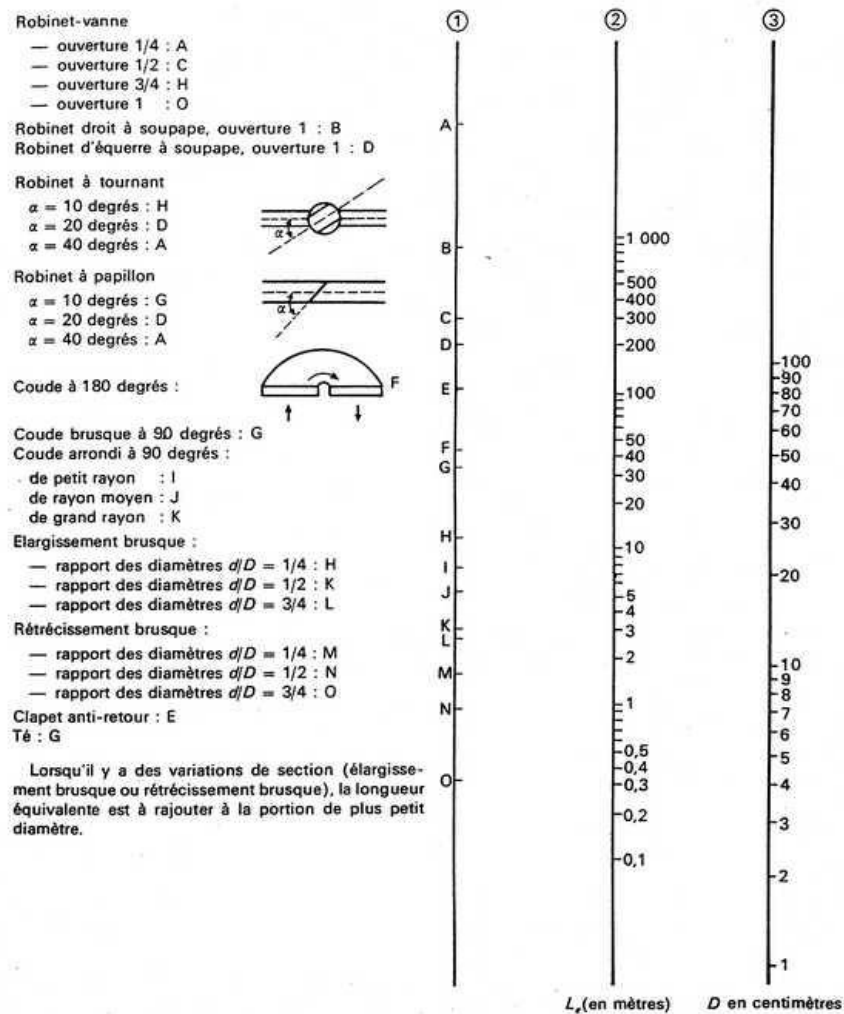 Robinet-vanne
— ouverture 1/4 : A
— ouverture 1/2 : C
— ouverture 3/4 : H
— ouverture 1 : O
Robinet droit à soupape, ouverture 1 : B
Robinet d'équerre à soupape, ouverture 1 : D
Robinet à tournant
α = 10 degrés : H
α = 20 degrés : D
α = 40 degrés : A
α
Robinet à papillon
α = 10 degrés : G
α = 20 degrés : D
α = 40 degrés : A
α
Coude à 180 degrés :
F
Coude brusque à 90 degrés : G
Coude arrondi à 90 degrés :
de petit rayon : I
de rayon moyen : J
de grand rayon : K
Elargissement brusque :
— rapport des diamètres d/D = 1/4 : H
— rapport des diamètres d/D = 1/2 : K
— rapport des diamètres d/D = 3/4 : L
Rétrécissement brusque :
— rapport des diamètres d/D = 1/4 : M
— rapport des diamètres d/D = 1/2 : N
— rapport des diamètres d/D = 3/4 : O
Clapet anti-retour : E
Té : G
Lorsqu'il y a des variations de section (élargisse-
ment brusque ou rétrécissement brusque), la longueur
équivalente est à rajouter à la portion de plus petit
diamètre.
①
A
B
C
D
E
F
G
H
I
J
K
L
M
N
O
②
1 000
500
400
300
200
100
50
40
30
20
10
5
4
3
2
1
0,5
0,4
0,3
0,2
0,1
Le (en mètres)
③
100
90
80
70
60
50
40
30
20
10
9
8
7
6
5
4
3
2
1
D en centimètres